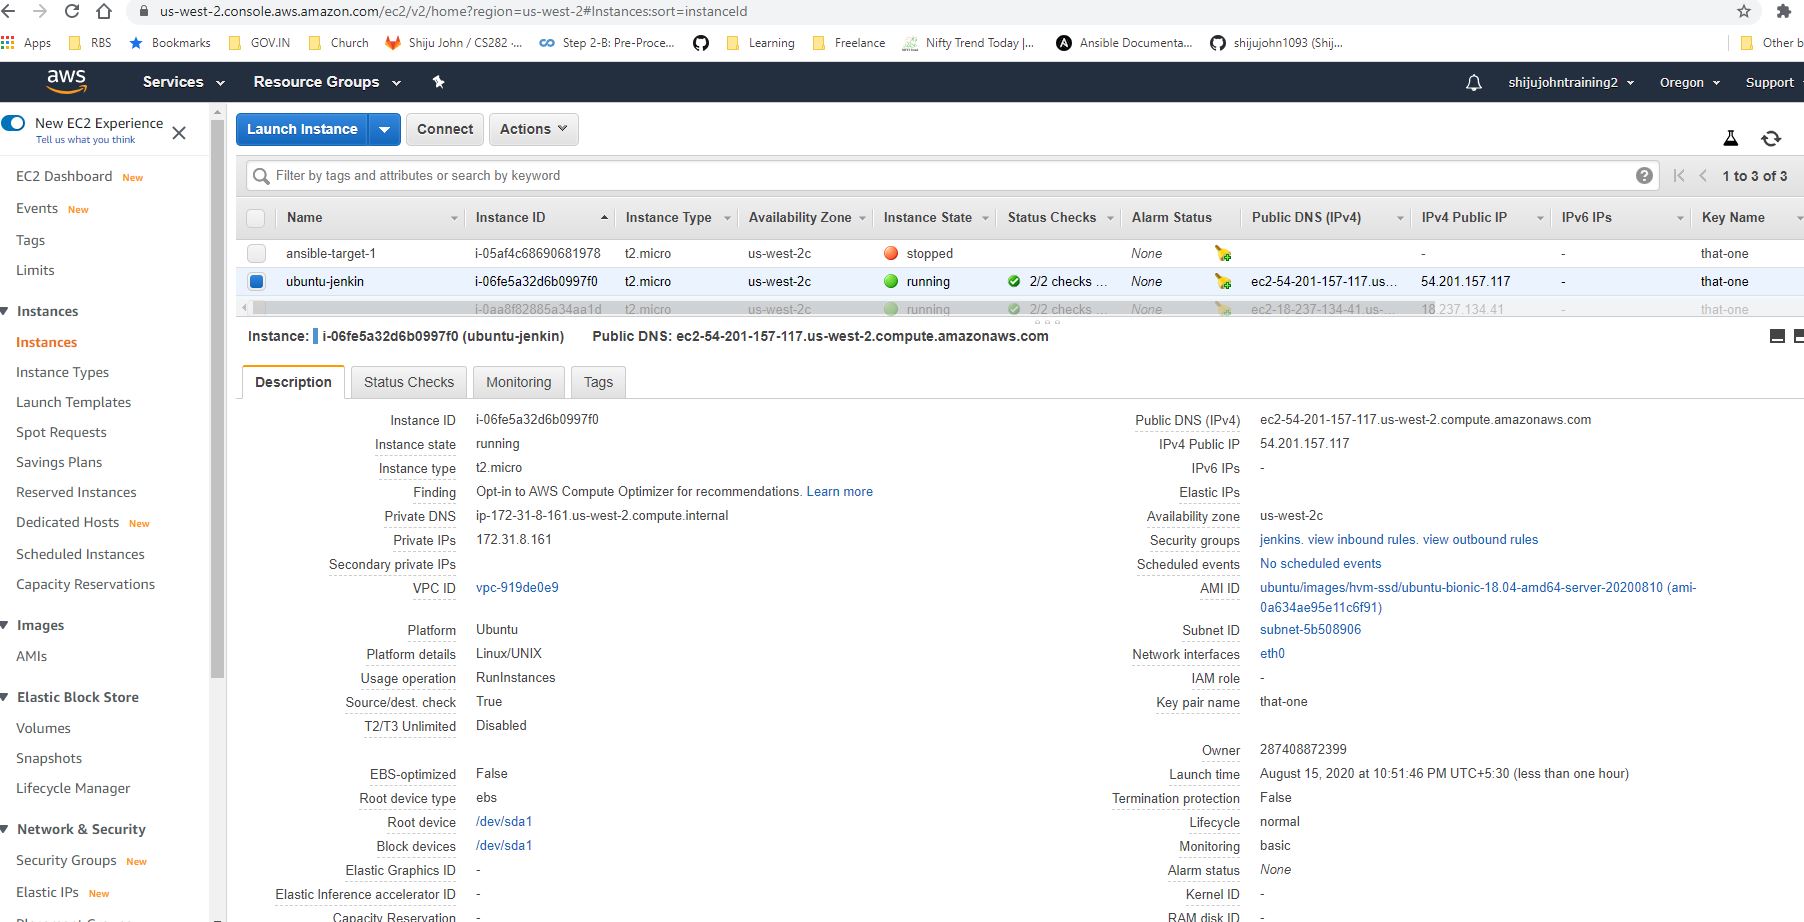 us-west-2.console.aws.amazon.com/ec2/v2/home?region=us-west-2#Instances:sort=instanceId
Apps RBS Bookmarks GOV.IN Church Shiju John / CS282 -... Step 2-B: Pre-Proce... Learning Freelance Nifty Trend Today |... Ansible Documenta... shijujohn1093 (Shij... Other b
aws Services Resource Groups shijujohntraining2 Oregon Support
New EC2 Experience
Tell us what you think
EC2 Dashboard New
Events New
Tags
Limits
Instances
Instances
Instance Types
Launch Templates
Spot Requests
Savings Plans
Reserved Instances
Dedicated Hosts New
Scheduled Instances
Capacity Reservations
Images
AMIs
Elastic Block Store
Volumes
Snapshots
Lifecycle Manager
Network & Security
Security Groups New
Elastic IPs New
Launch Instance Connect Actions
Filter by tags and attributes or search by keyword 1 to 3 of 3
Name Instance ID Instance Type Availability Zone Instance State Status Checks Alarm Status Public DNS (IPv4) IPv4 Public IP IPv6 IPs Key Name
ansible-target-1 i-05af4c68690681978 t2.micro us-west-2c stopped None - - that-one
ubuntu-jenkin i-06fe5a32d6b0997f0 t2.micro us-west-2c running 2/2 checks ... None ec2-54-201-157-117.us... 54.201.157.117 - that-one
i-0aa8f82885a34aa1d t2.micro us-west-2c running 2/2 checks ... None ec2-18-237-134-41.us-... 18.237.134.41 - that-one
Instance: i-06fe5a32d6b0997f0 (ubuntu-jenkin) Public DNS: ec2-54-201-157-117.us-west-2.compute.amazonaws.com
Description Status Checks Monitoring Tags
Instance ID i-06fe5a32d6b0997f0 Public DNS (IPv4) ec2-54-201-157-117.us-west-2.compute.amazonaws.com
Instance state running IPv4 Public IP 54.201.157.117
Instance type t2.micro IPv6 IPs -
Finding Opt-in to AWS Compute Optimizer for recommendations. Learn more Elastic IPs
Private DNS ip-172-31-8-161.us-west-2.compute.internal Availability zone us-west-2c
Private IPs 172.31.8.161 Security groups jenkins. view inbound rules. view outbound rules
Secondary private IPs Scheduled events No scheduled events
VPC ID vpc-919de0e9 AMI ID ubuntu/images/hvm-ssd/ubuntu-bionic-18.04-amd64-server-20200810 (ami-
0a634ae95e11c6f91)
Platform Ubuntu Subnet ID subnet-5b508906
Platform details Linux/UNIX Network interfaces eth0
Usage operation RunInstances IAM role -
Source/dest. check True Key pair name that-one
T2/T3 Unlimited Disabled
Owner 287408872399
EBS-optimized False Launch time August 15, 2020 at 10:51:46 PM UTC+5:30 (less than one hour)
Root device type ebs Termination protection False
Root device /dev/sda1 Lifecycle normal
Block devices /dev/sda1 Monitoring basic
Elastic Graphics ID - Alarm status None
Elastic Inference accelerator ID - Kernel ID -
Capacity Reservation - RAM disk ID -